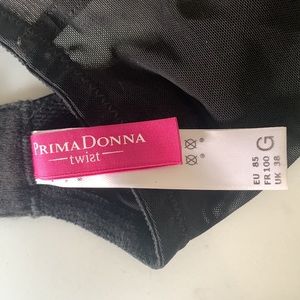 PRIMADONNA
twist
G
EU 85
FR 100
UK 38